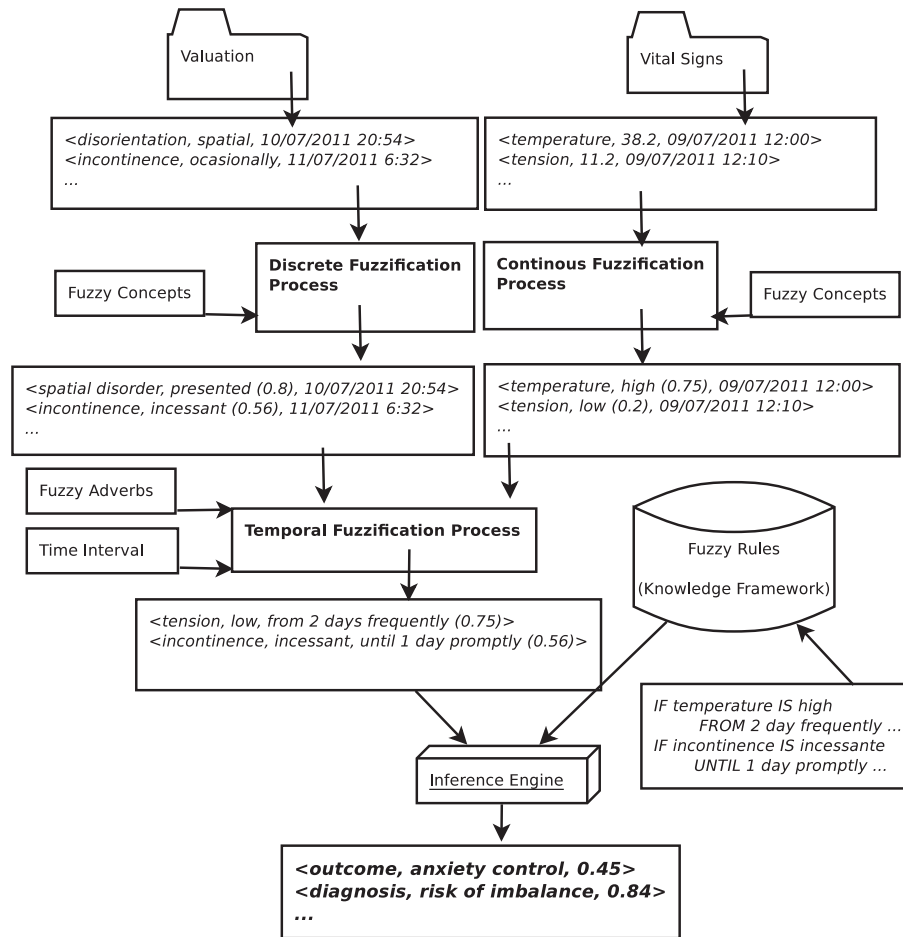 Valuation
Vital Signs
<disorientation, spatial, 10/07/2011 20:54>
<incontinence, ocasionally, 11/07/2011 6:32>
...
<temperature, 38.2, 09/07/2011 12:00>
<tension, 11.2, 09/07/2011 12:10>
...
Discrete Fuzzification
Process
Continous Fuzzification
Process
Fuzzy Concepts
Fuzzy Concepts
<spatial disorder, presented (0.8), 10/07/2011 20:54>
<incontinence, incessant (0.56), 11/07/2011 6:32>
...
<temperature, high (0.75), 09/07/2011 12:00>
<tension, low (0.2), 09/07/2011 12:10>
...
Fuzzy Adverbs
Time Interval
Temporal Fuzzification Process
Fuzzy Rules
(Knowledge Framework)
<tension, low, from 2 days frequently (0.75)>
<incontinence, incessant, until 1 day promptly (0.56)>
IF temperature IS high
FROM 2 day frequently ...
IF incontinence IS incessante
UNTIL 1 day promptly ...
Inference Engine
<outcome, anxiety control, 0.45>
<diagnosis, risk of imbalance, 0.84>
...